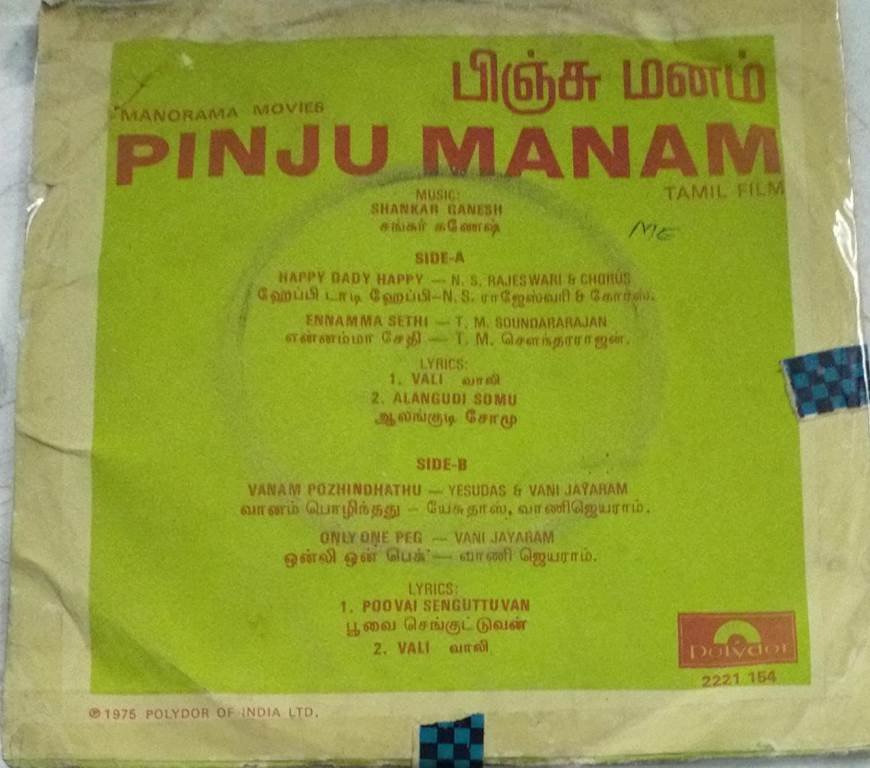 பிஞ்சு மனம்
MANORAMA MOVIES
PINJU MANAM
TAMIL FILM
MUSIC:
SHANKAR GANESH
சங்கர் கணேஷ்
ME
SIDE-A
HAPPY DADY HAPPY — N. S. RAJESWARI & CHORUS
ஹேப்பி டாடி ஹேப்பி—N. S. ராஜேஸ்வரி & கோரஸ்.
ENNAMMA SETHI — T. M. SOUNDARARAJAN
என்னம்மா சேதி — T. M. சௌந்தரராஜன்.
LYRICS:
1. VALI வாலி
2. ALANGUDI SOMU
ஆலங்குடி சோமு
SIDE-B
VANAM POZHINDHATHU — YESUDAS & VANI JAYARAM
வானம் பொழிந்தது – யேசுதாஸ், வாணிஜெயராம்.
ONLY ONE PEG — VANI JAYARAM
ஒன்லி ஒன் பெக் — வாணி ஜெயராம்.
LYRICS:
1. POOVAI SENGUTTUVAN
பூவை செங்குட்டுவன்
2. VALI வாலி
Polydor
2221 154
℗ 1975 POLYDOR OF INDIA LTD.